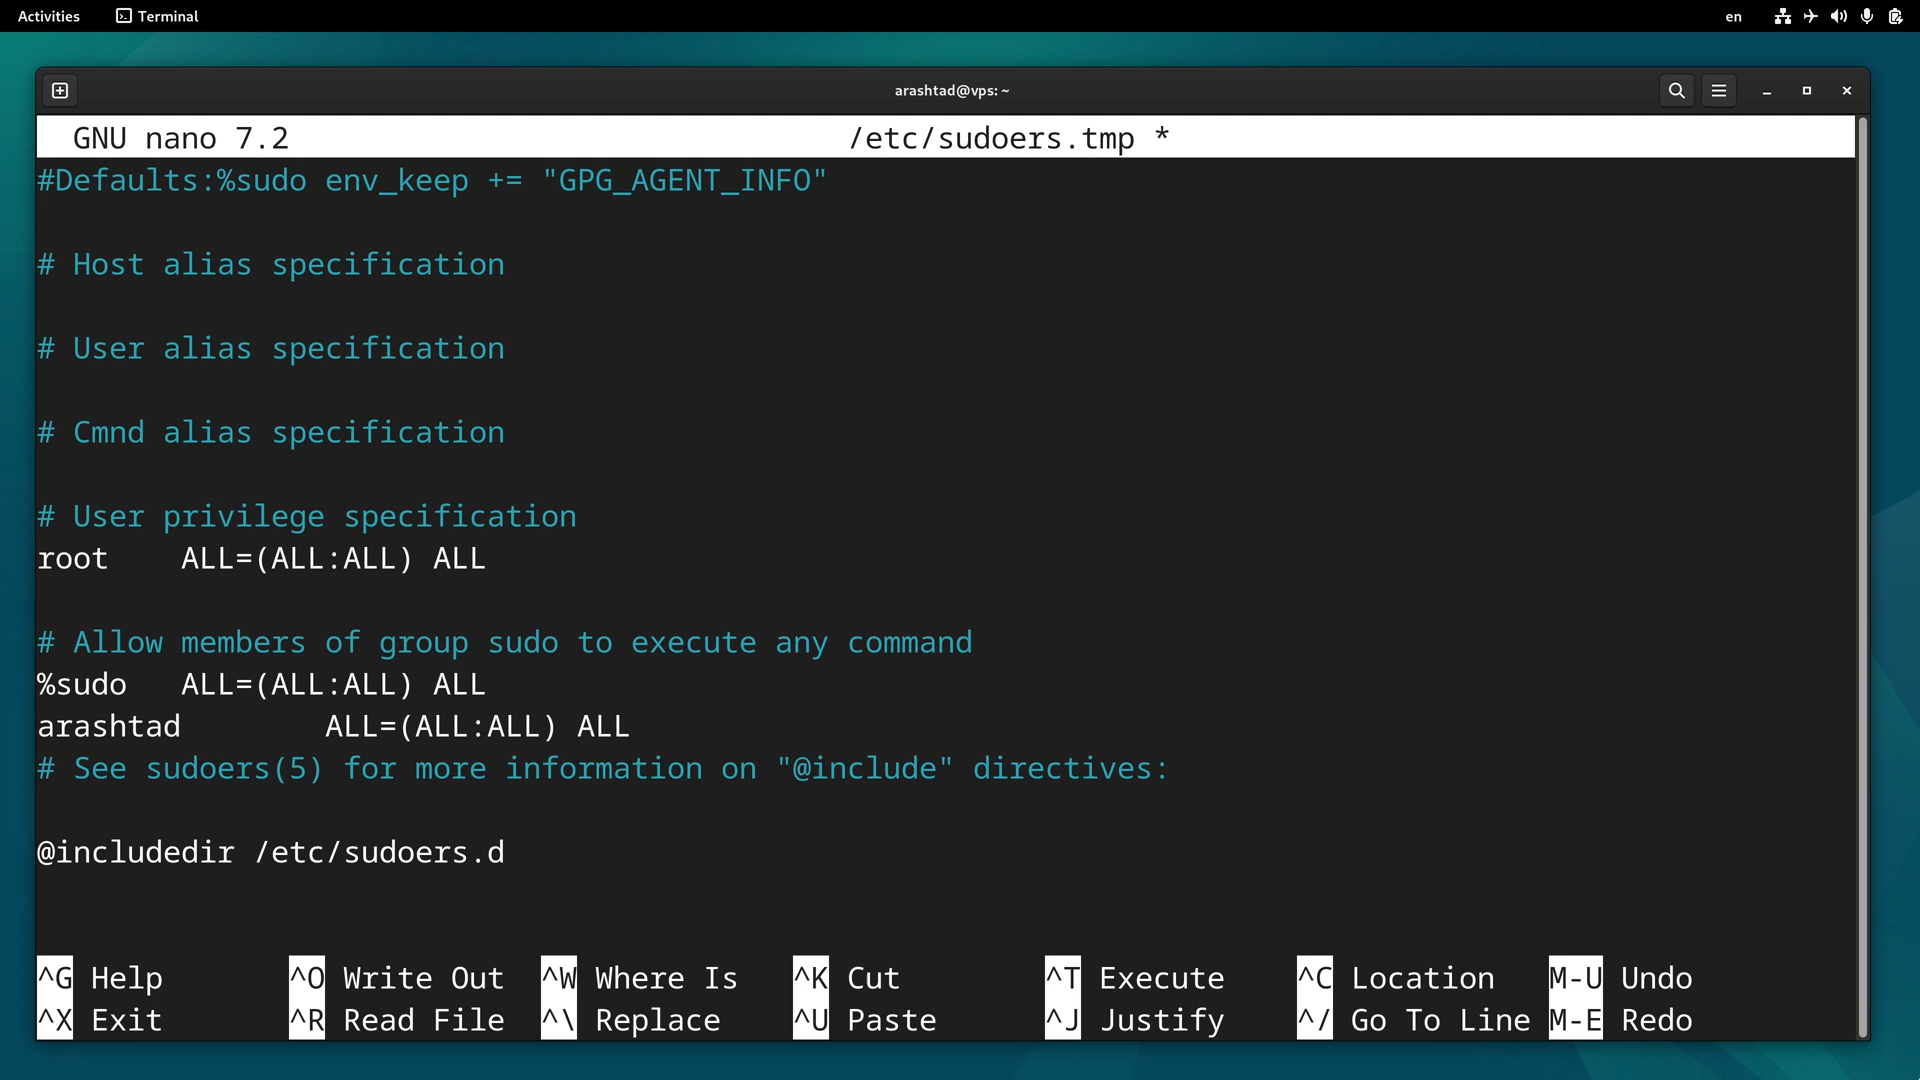 Activities Terminal en
arashtad@vps: ~
GNU nano 7.2 /etc/sudoers.tmp *
#Defaults:%sudo env_keep += "GPG_AGENT_INFO"
# Host alias specification
# User alias specification
# Cmnd alias specification
# User privilege specification
root    ALL=(ALL:ALL) ALL
# Allow members of group sudo to execute any command
%sudo   ALL=(ALL:ALL) ALL
arashtad        ALL=(ALL:ALL) ALL
# See sudoers(5) for more information on "@include" directives:
@includedir /etc/sudoers.d
^G Help ^O Write Out ^W Where Is ^K Cut ^T Execute ^C Location M-U Undo
^X Exit ^R Read File ^\ Replace ^U Paste ^J Justify ^/ Go To Line M-E Redo